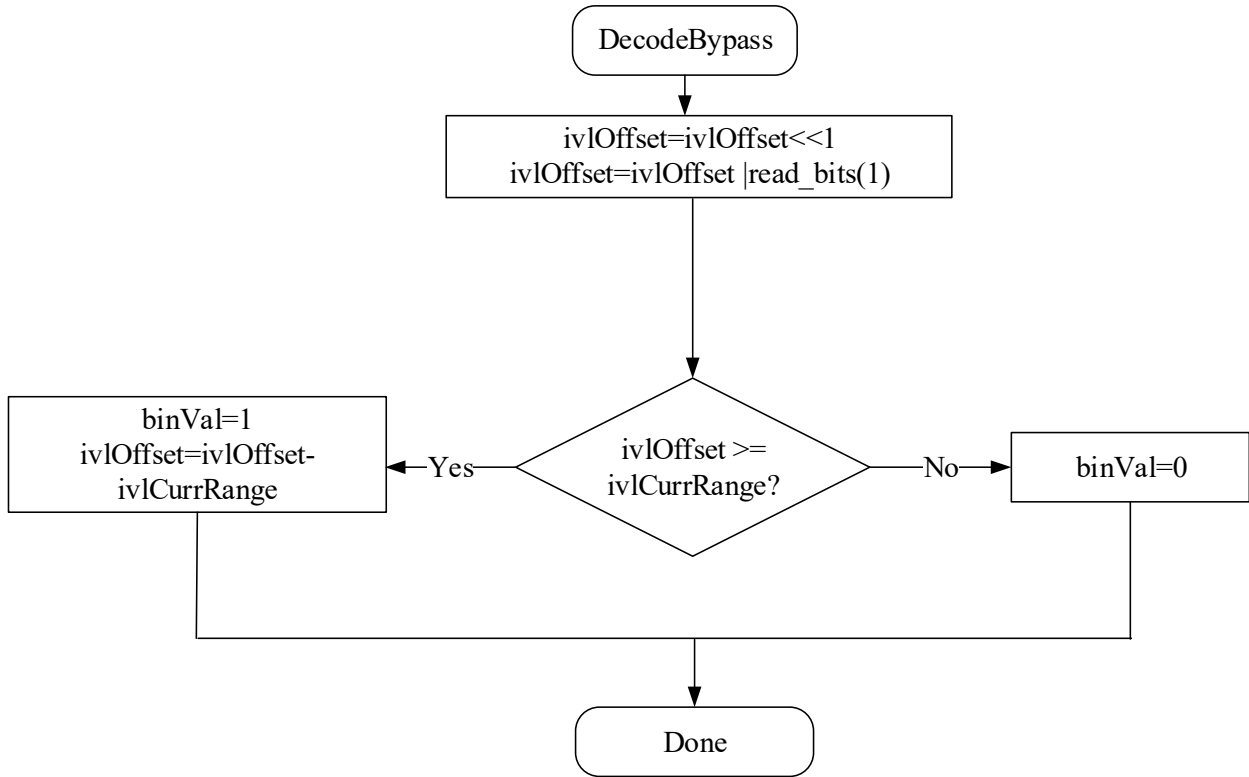 DecodeBypass
ivlOffset=ivlOffset<<1
ivlOffset=ivlOffset |read_bits(1)
binVal=1
ivlOffset=ivlOffset-
ivlCurrRange
Yes
ivlOffset >=
ivlCurrRange?
No
binVal=0
Done